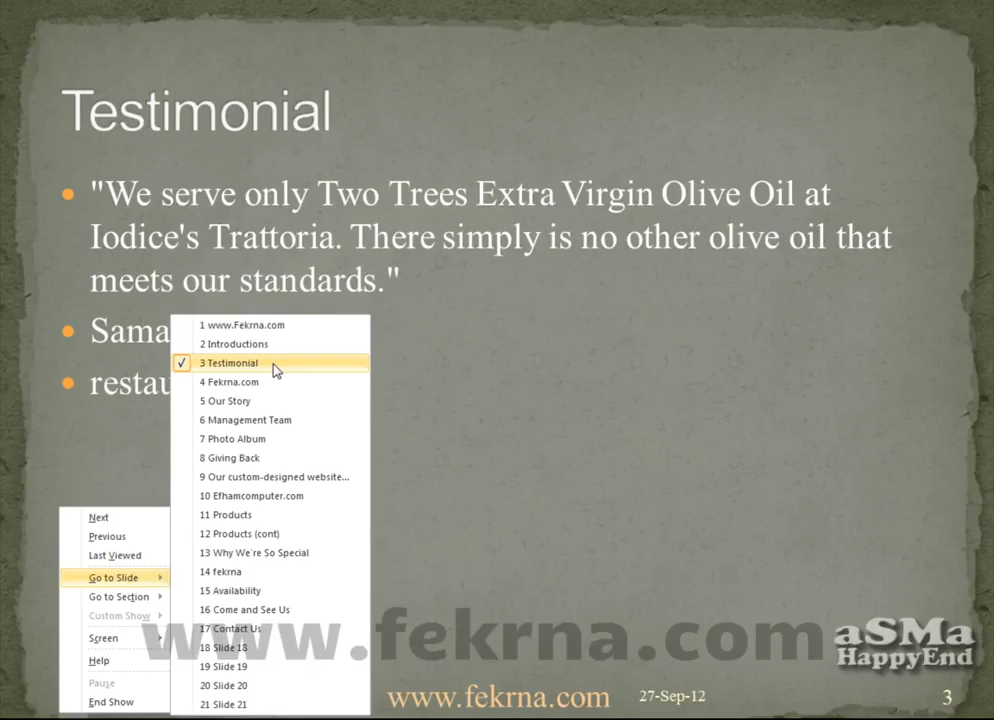 Testimonial
"We serve only Two Trees Extra Virgin Olive Oil at
Iodice's Trattoria. There simply is no other olive oil that
meets our standards."
Sama
restau
1 www.Fekrna.com
2 Introductions
3 Testimonial
4 Fekrna.com
5 Our Story
6 Management Team
7 Photo Album
8 Giving Back
9 Our custom-designed website...
10 Efhamcomputer.com
11 Products
12 Products (cont)
13 Why We're So Special
14 fekrna
15 Availability
16 Come and See Us
17 Contact Us
18 Slide 18
19 Slide 19
20 Slide 20
21 Slide 21
Next
Previous
Last Viewed
Go to Slide
Go to Section
Custom Show
Screen
Help
Pause
End Show
www.fekrna.com
aSMa
HappyEnd
www.fekrna.com
27-Sep-12
3